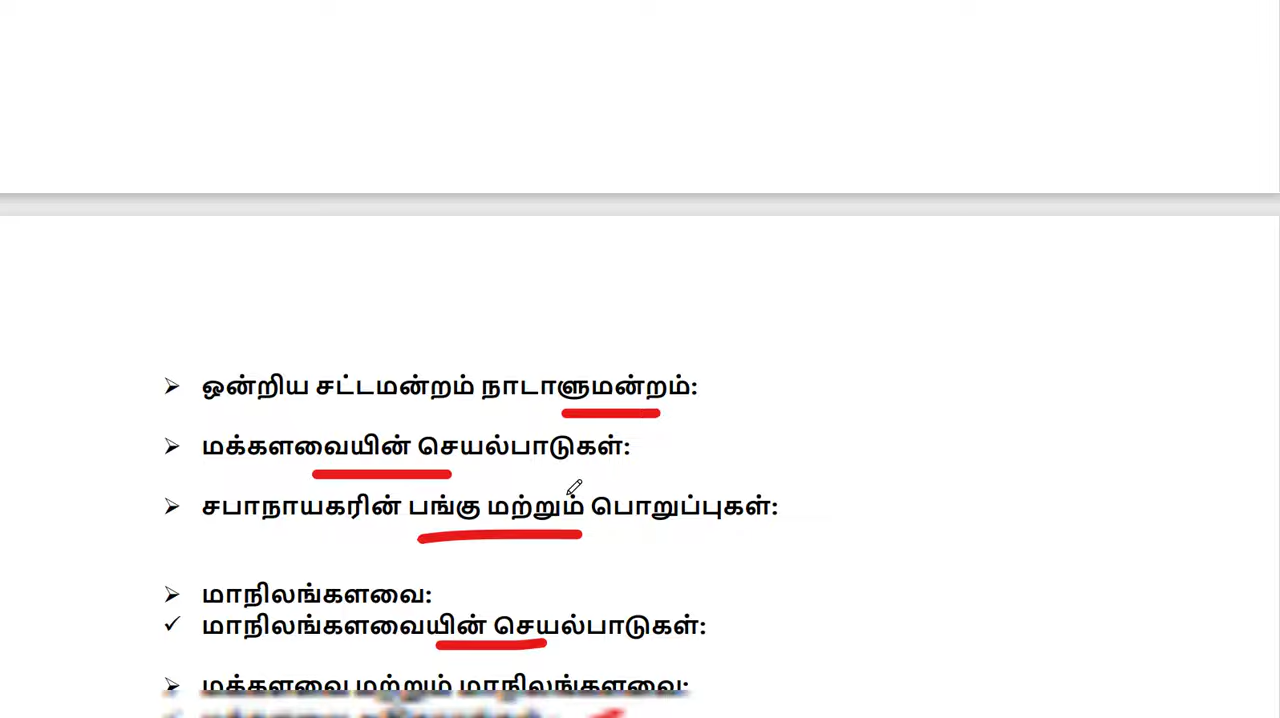 ➢ ஒன்றிய சட்டமன்றம் நாடாளுமன்றம்:
➢ மக்களவையின் செயல்பாடுகள்:
➢ சபாநாயகரின் பங்கு மற்றும் பொறுப்புகள்:
➢ மாநிலங்களவை:
✓ மாநிலங்களவையின் செயல்பாடுகள்:
➢ மக்களவை மற்றும் மாநிலங்களவை: